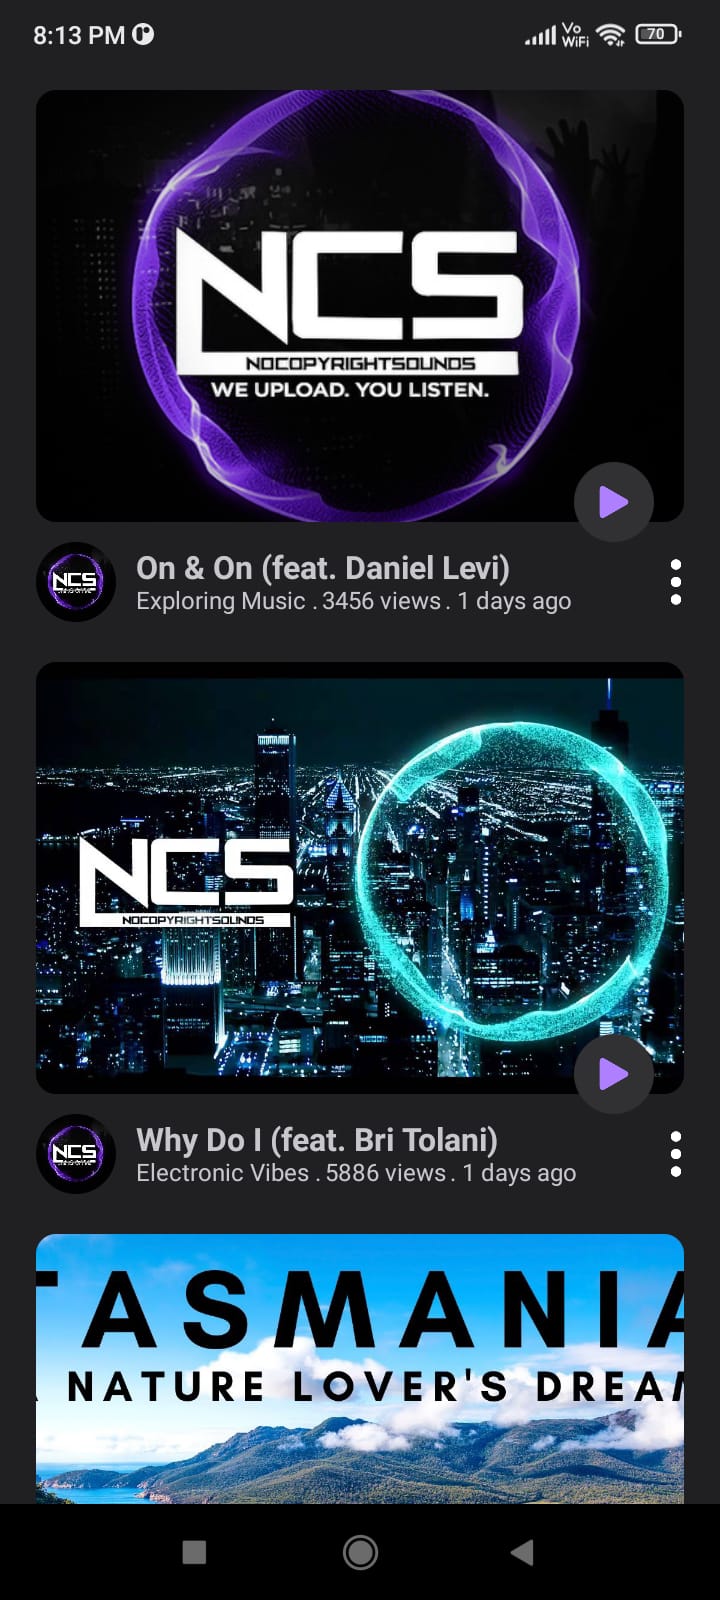 8:13 PM
Vo
WiFi
70
NCS
NOCOPYRIGHTSOUNDS
WE UPLOAD. YOU LISTEN.
NCS
On & On (feat. Daniel Levi)
Exploring Music . 3456 views . 1 days ago
NCS
NOCOPYRIGHTSOUNDS
NCS
Why Do I (feat. Bri Tolani)
Electronic Vibes . 5886 views . 1 days ago
TASMANIA
A NATURE LOVER'S DREAM